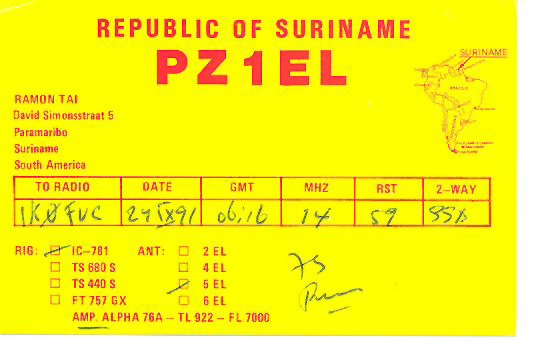 REPUBLIC OF SURINAME
PZ1EL
SURINAME
RAMON TAI
David Simonsstraat 5
Paramaribo
Suriname
South America
TO RADIO DATE GMT MHZ RST 2-WAY
IKØFVC 24 IX 91 06:16 14 59 SSB
RIG: IC-781 ANT: 2 EL
TS 680 S 4 EL
TS 440 S 5 EL
FT 757 GX 6 EL
AMP. ALPHA 76A – TL 922 – FL 7000
73